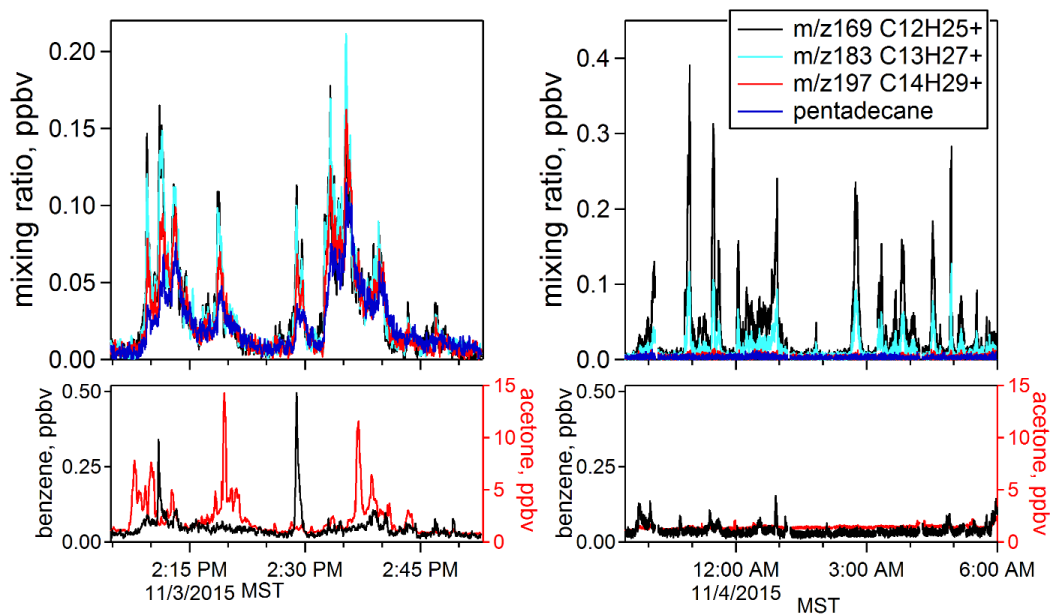 mixing ratio, ppbv
0.20
0.15
0.10
0.05
0.00
mixing ratio, ppbv
0.4
0.3
0.2
0.1
0.0
m/z169 C12H25+
m/z183 C13H27+
m/z197 C14H29+
pentadecane
benzene, ppbv
0.50
0.25
0.00
15
10
5
0
acetone, ppbv
2:15 PM
2:30 PM
2:45 PM
11/3/2015
MST
benzene, ppbv
0.50
0.25
0.00
15
10
5
0
acetone, ppbv
12:00 AM
3:00 AM
6:00 AM
11/4/2015
MST